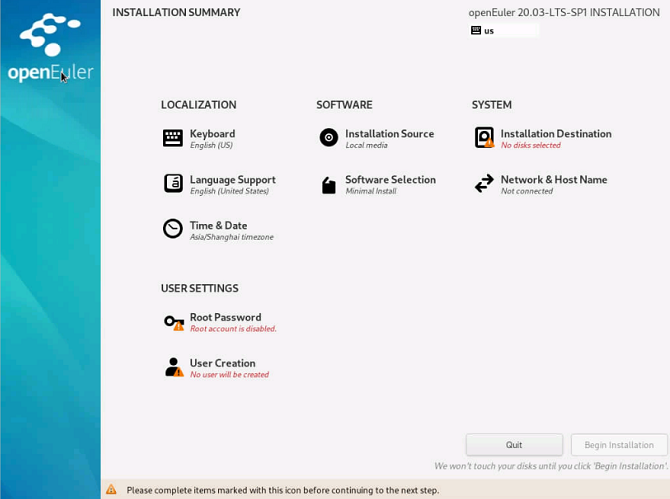 openEuler
INSTALLATION SUMMARY
openEuler 20.03-LTS-SP1 INSTALLATION
us
LOCALIZATION
Keyboard
English (US)
Language Support
English (United States)
Time & Date
Asia/Shanghai timezone
SOFTWARE
Installation Source
Local media
Software Selection
Minimal Install
SYSTEM
Installation Destination
No disks selected
Network & Host Name
Not connected
USER SETTINGS
Root Password
Root account is disabled.
User Creation
No user will be created
Quit
Begin Installation
We won't touch your disks until you click 'Begin Installation'.
Please complete items marked with this icon before continuing to the next step.